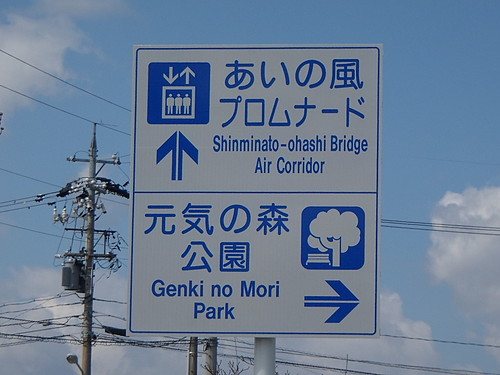 あいの風
プロムナード
Shinminato-ohashi Bridge
Air Corridor
元気の森
公園
Genki no Mori
Park